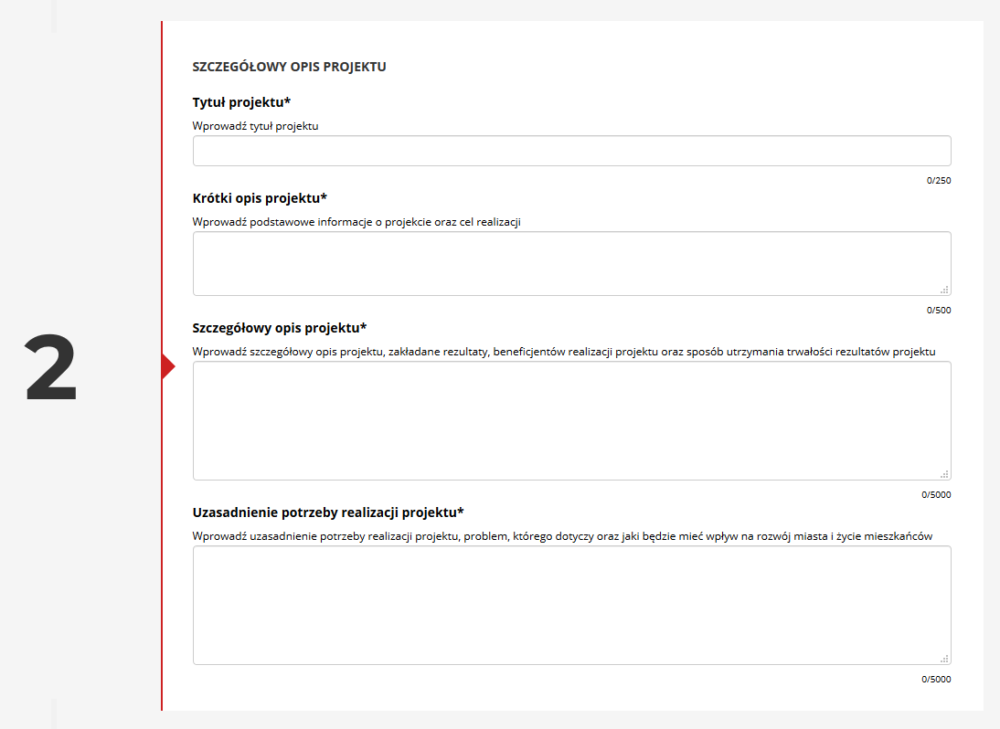 2
SZCZEGÓŁOWY OPIS PROJEKTU
Tytuł projektu*
Wprowadź tytuł projektu
0/250
Krótki opis projektu*
Wprowadź podstawowe informacje o projekcie oraz cel realizacji
0/500
Szczegółowy opis projektu*
Wprowadź szczegółowy opis projektu, zakładane rezultaty, beneficjentów realizacji projektu oraz sposób utrzymania trwałości rezultatów projektu
0/5000
Uzasadnienie potrzeby realizacji projektu*
Wprowadź uzasadnienie potrzeby realizacji projektu, problem, którego dotyczy oraz jaki będzie mieć wpływ na rozwój miasta i życie mieszkańców
0/5000